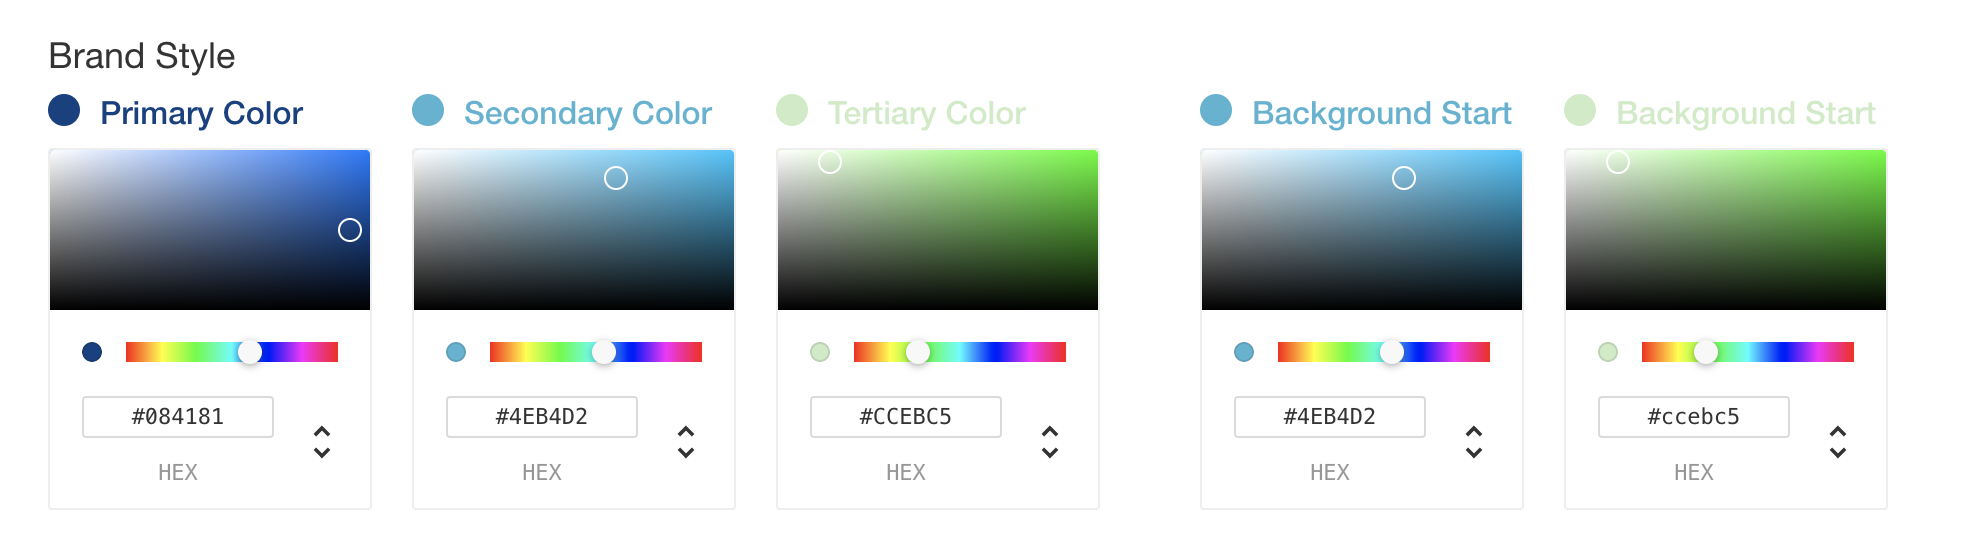 Brand Style
Primary Color
Secondary Color
Tertiary Color
Background Start
Background Start
#084181
#4EB4D2
#CCEBC5
#4EB4D2
#ccebc5
HEX
HEX
HEX
HEX
HEX